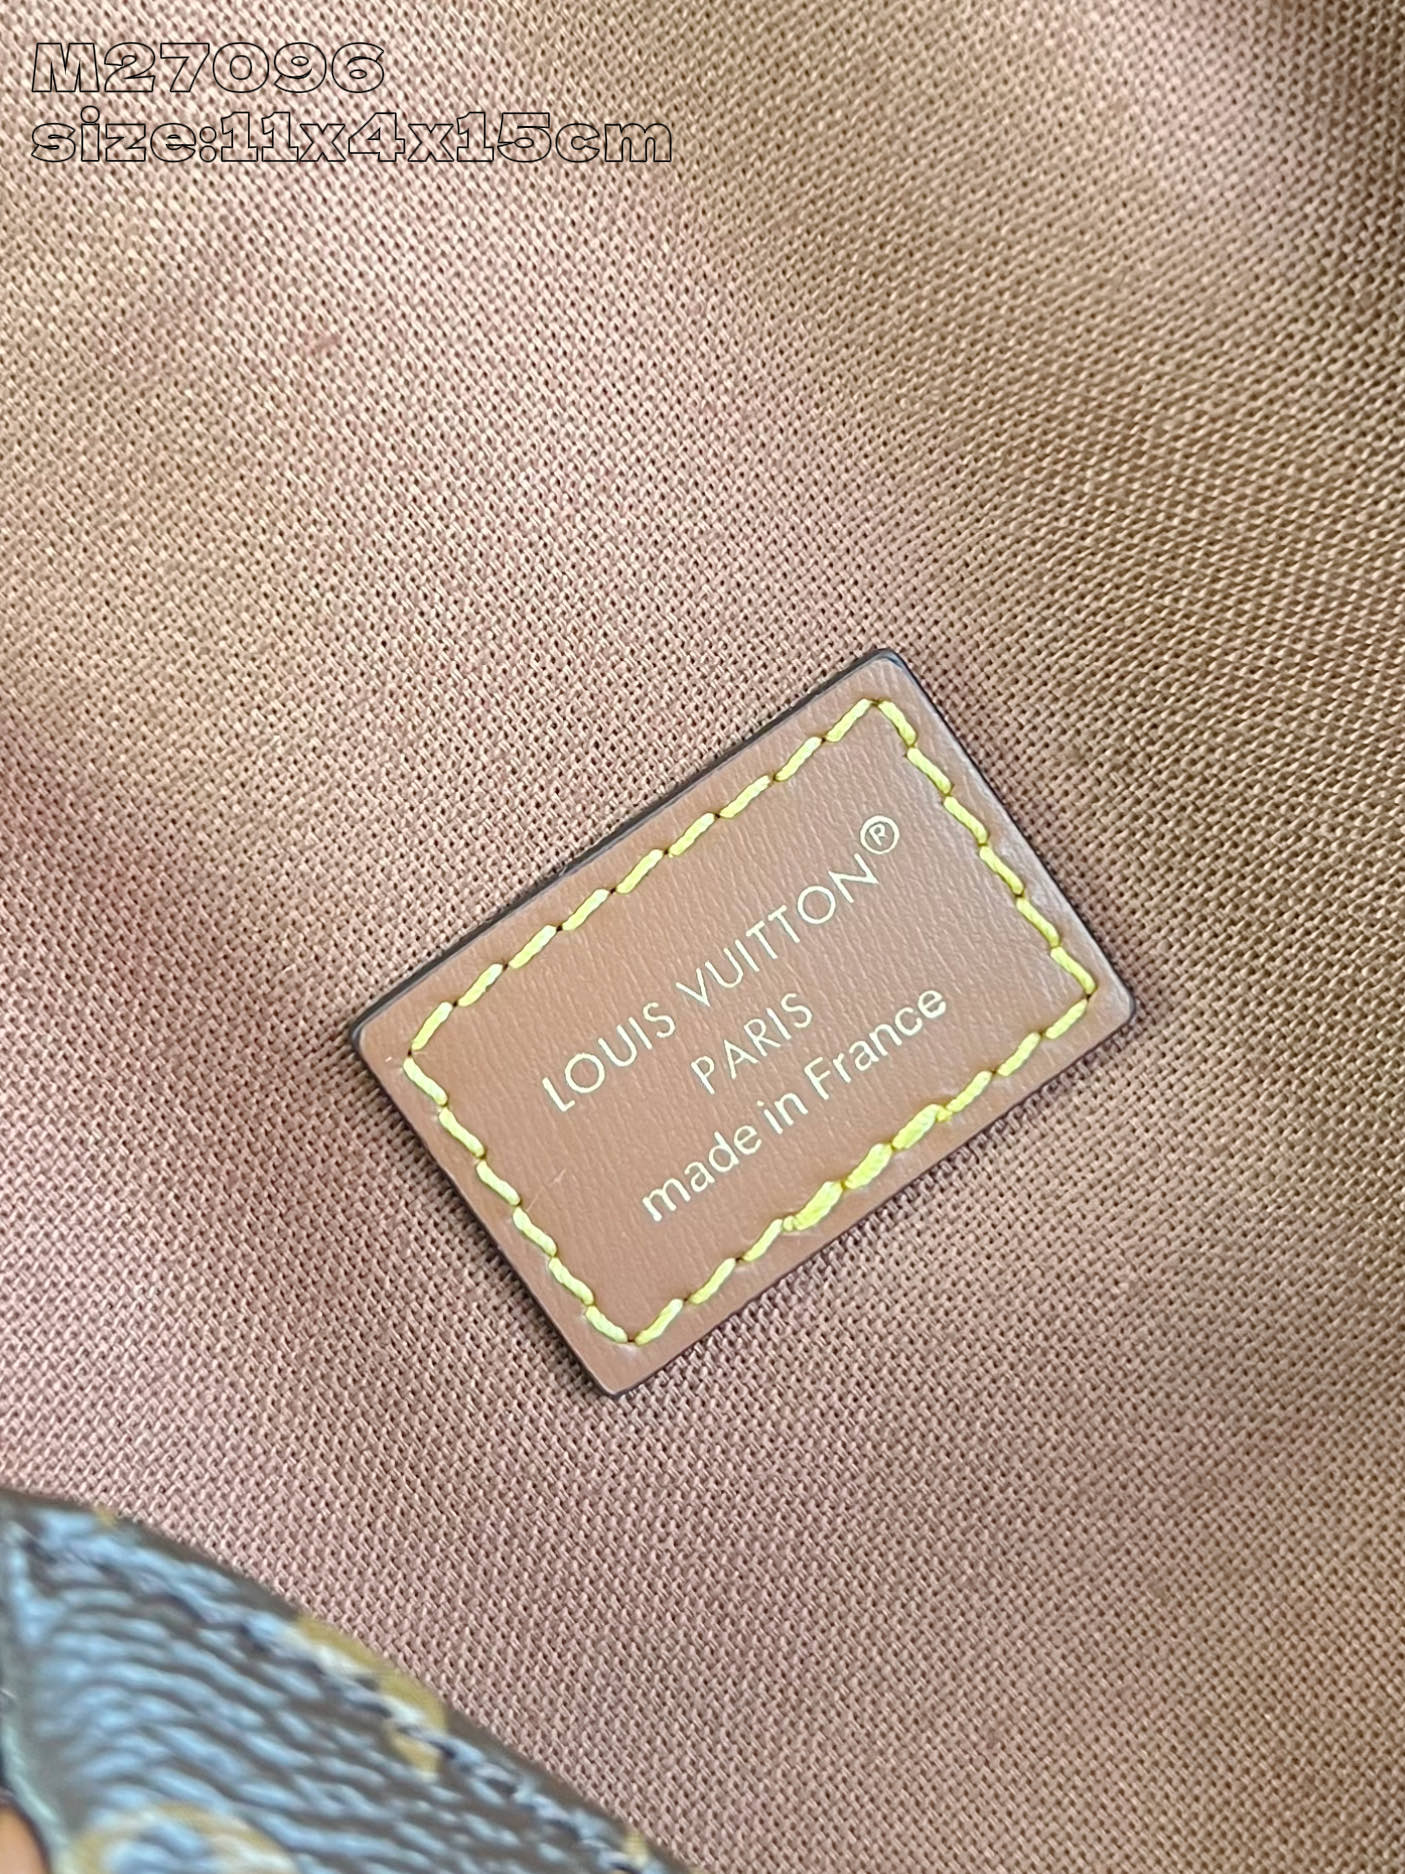 M27096
size:11x4x15cm
LOUIS VUITTON®
PARIS
made in France